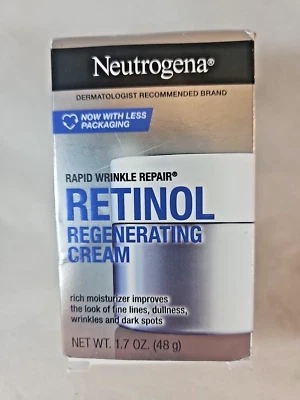 Neutrogena®
DERMATOLOGIST RECOMMENDED BRAND
NOW WITH LESS
PACKAGING
RAPID WRINKLE REPAIR®
RETINOL
REGENERATING
CREAM
rich moisturizer improves
the look of fine lines, dullness,
wrinkles and dark spots
NET WT. 1.7 OZ. (48 g)